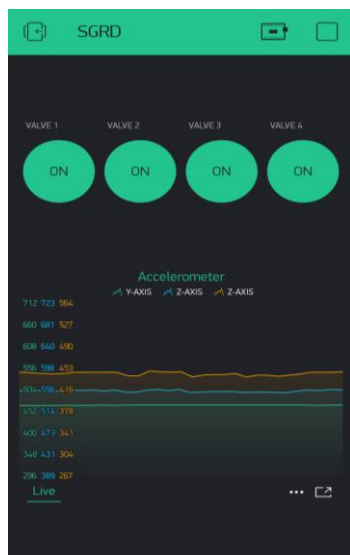 SGRD
VALVE 1 VALVE 2 VALVE 3 VALVE 4
ON ON ON ON
Accelerometer
Y-AXIS Z-AXIS Z-AXIS
712 723 564
660 681 527
608 640 490
556 598 453
504 556 416
452 514 378
400 473 341
348 431 304
296 389 267
Live